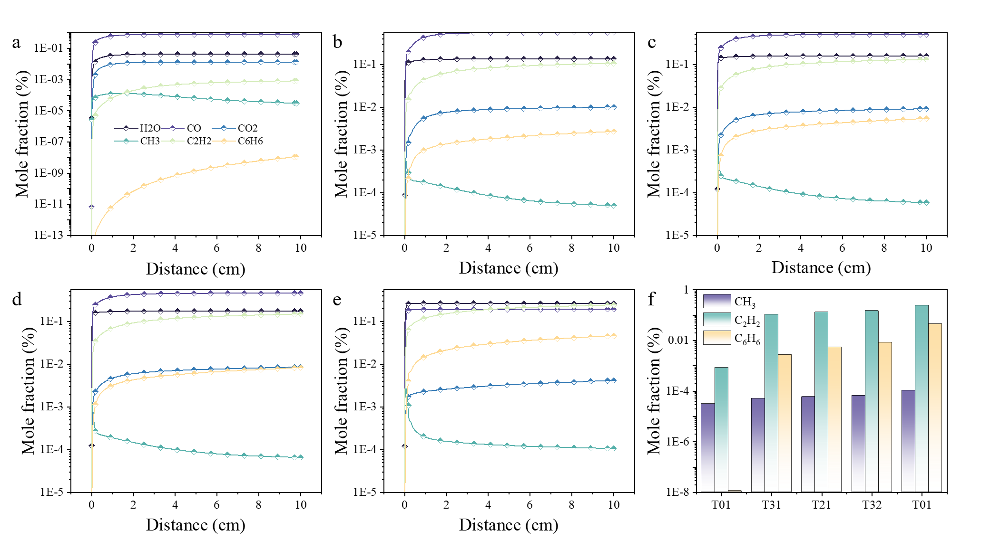 a
Mole fraction (%)
1E-01
1E-03
1E-05
1E-07
1E-09
1E-11
1E-13
H2O CO CO2
CH3 C2H2 C6H6
0 2 4 6 8 10
Distance (cm)
b
Mole fraction (%)
1E-1
1E-2
1E-3
1E-4
1E-5
0 2 4 6 8 10
Distance (cm)
c
Mole fraction (%)
1E-1
1E-2
1E-3
1E-4
1E-5
0 2 4 6 8 10
Distance (cm)
d
Mole fraction (%)
1E-1
1E-2
1E-3
1E-4
1E-5
0 2 4 6 8 10
Distance (cm)
e
Mole fraction (%)
1E-1
1E-2
1E-3
1E-4
1E-5
0 2 4 6 8 10
Distance (cm)
f
Mole fraction (%)
1
0.01
1E-4
1E-6
1E-8
CH3
C2H2
C6H6
T01 T31 T21 T32 T01